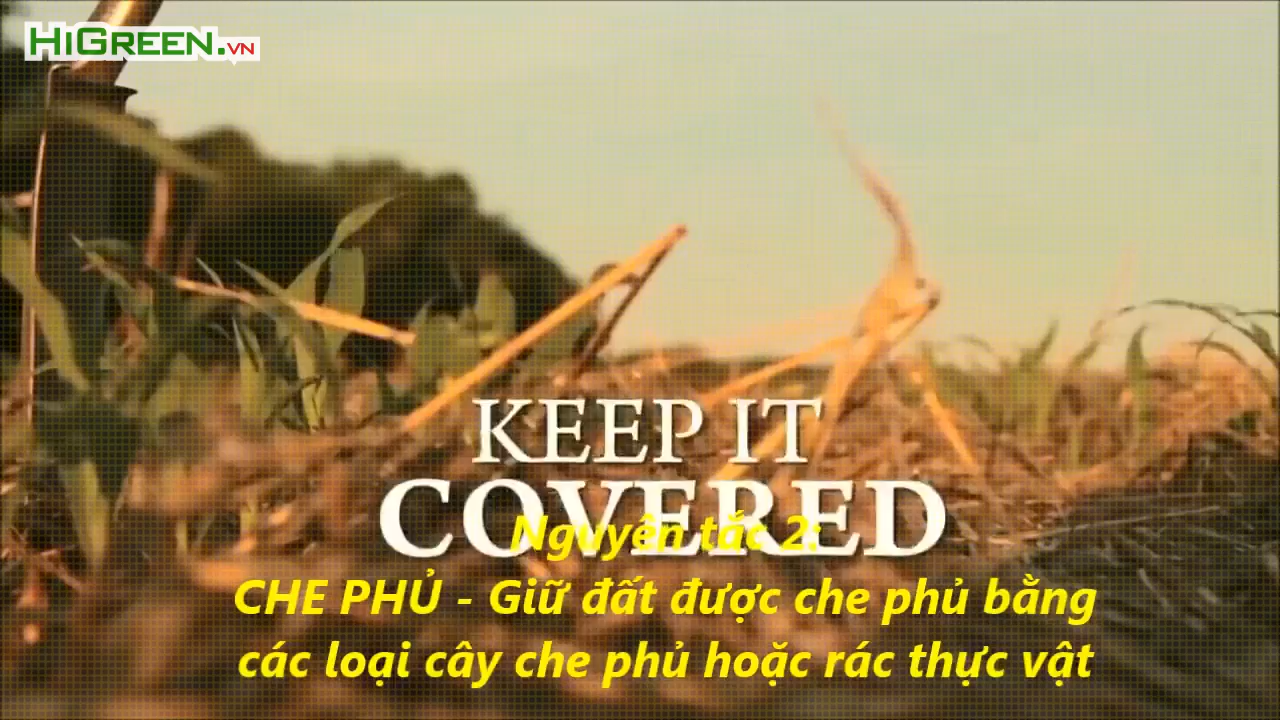 HiGREEN.VN
KEEP IT
COVERED
Nguyên tắc 2:
CHE PHỦ - Giữ đất được che phủ bằng
các loại cây che phủ hoặc rác thực vật